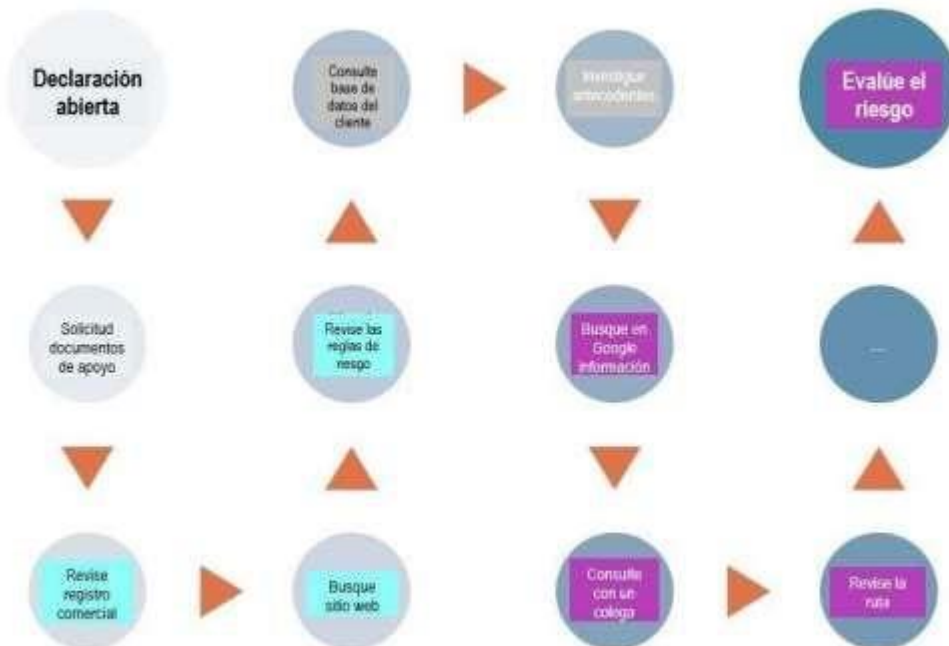 Declaración
abierta
Solicitud
documentos
de apoyo
Revise
registro
comercial
Busque
sitio web
Revise las
reglas de
riesgo
Consulte
base de
datos del
cliente
Investigue
antecedentes
Busque en
Google
información
Consulte
con un
colega
Revise la
ruta
...
Evalúe el
riesgo